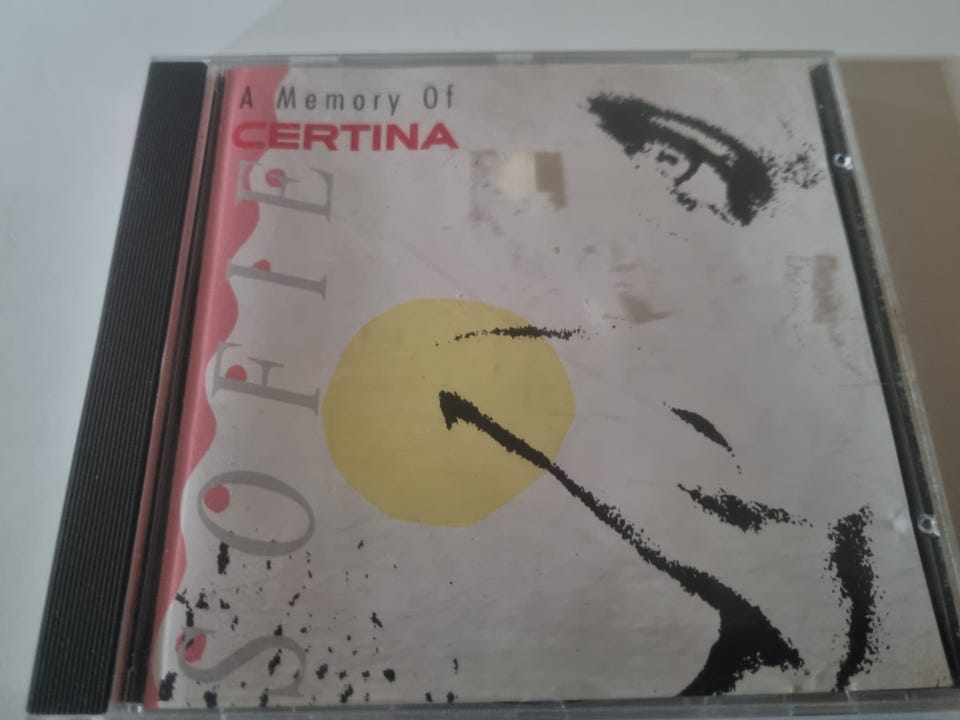 A Memory Of
CERTINA
SOFIE